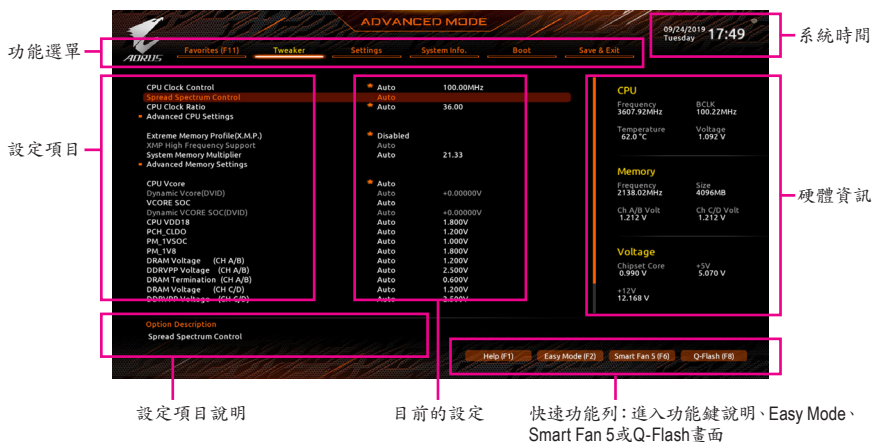 ADVANCED MODE
09/24/2019
Tuesday
17:49
系統時間
功能選單
AORUS
Favorites (F11) Tweaker Settings System Info. Boot Save & Exit
設定項目
CPU Clock Control Auto 100.00MHz
Spread Spectrum Control Auto
CPU Clock Ratio Auto 36.00
Advanced CPU Settings
Extreme Memory Profile(X.M.P.) Disabled
XMP High Frequency Support Auto
System Memory Multiplier Auto 21.33
Advanced Memory Settings
CPU Vcore Auto
Dynamic Vcore(DVID) Auto +0.00000V
VCORE SOC Auto
Dynamic VCORE SOC(DVID) Auto +0.00000V
CPU VDD18 Auto 1.800V
PCH_CLDO Auto 1.200V
PM_1VSOC Auto 1.000V
PM_1V8 Auto 1.800V
DRAM Voltage (CH A/B) Auto 1.200V
DDRVPP Voltage (CH A/B) Auto 2.500V
DRAM Termination (CH A/B) Auto 0.600V
DRAM Voltage (CH C/D) Auto 1.200V
DDRVPP Voltage (CH C/D) Auto 2.500V
CPU
Frequency BCLK
3607.92MHz 100.22MHz
Temperature Voltage
62.0 °C 1.092 V
Memory
Frequency Size
2138.02MHz 4096MB
Ch A/B Volt Ch C/D Volt
1.212 V 1.212 V
Voltage
Chipset Core +5V
0.990 V 5.070 V
+12V
12.168 V
硬體資訊
Option Description
Spread Spectrum Control
Help (F1) Easy Mode (F2) Smart Fan 5 (F6) Q-Flash (F8)
設定項目說明
目前的設定
快速功能列：進入功能鍵說明、Easy Mode、
Smart Fan 5或Q-Flash畫面